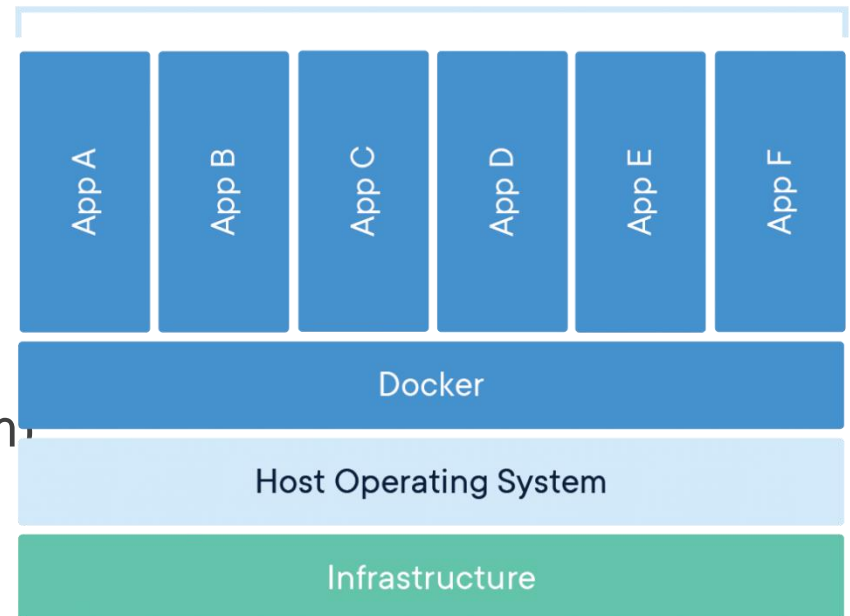 App A
App B
App C
App D
App E
App F
Docker
Host Operating System
Infrastructure